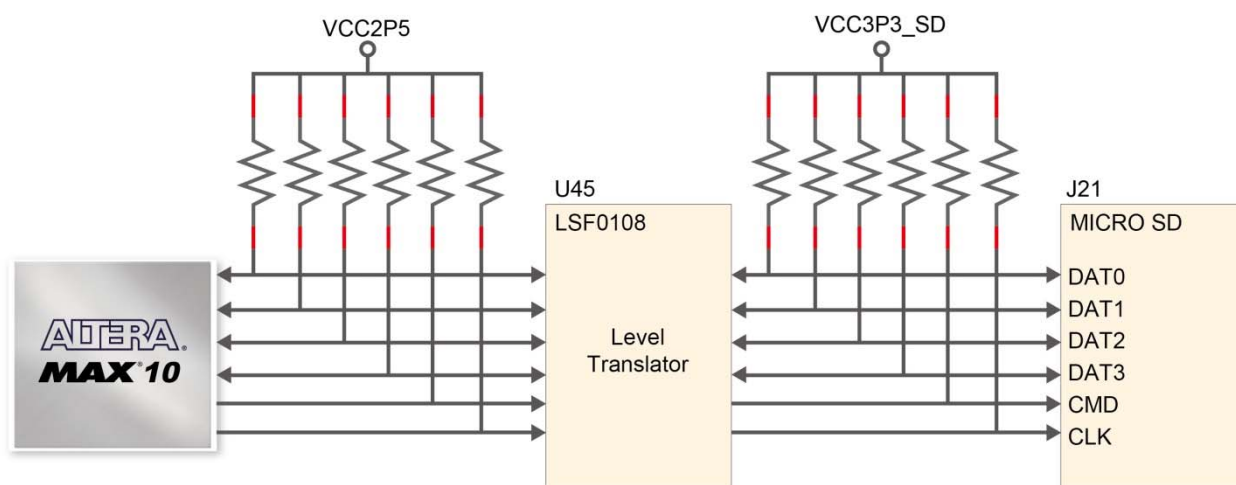 VCC2P5
VCC3P3_SD
U45
LSF0108
Level
Translator
J21
MICRO SD
DAT0
DAT1
DAT2
DAT3
CMD
CLK
ALTERA®
MAX®10